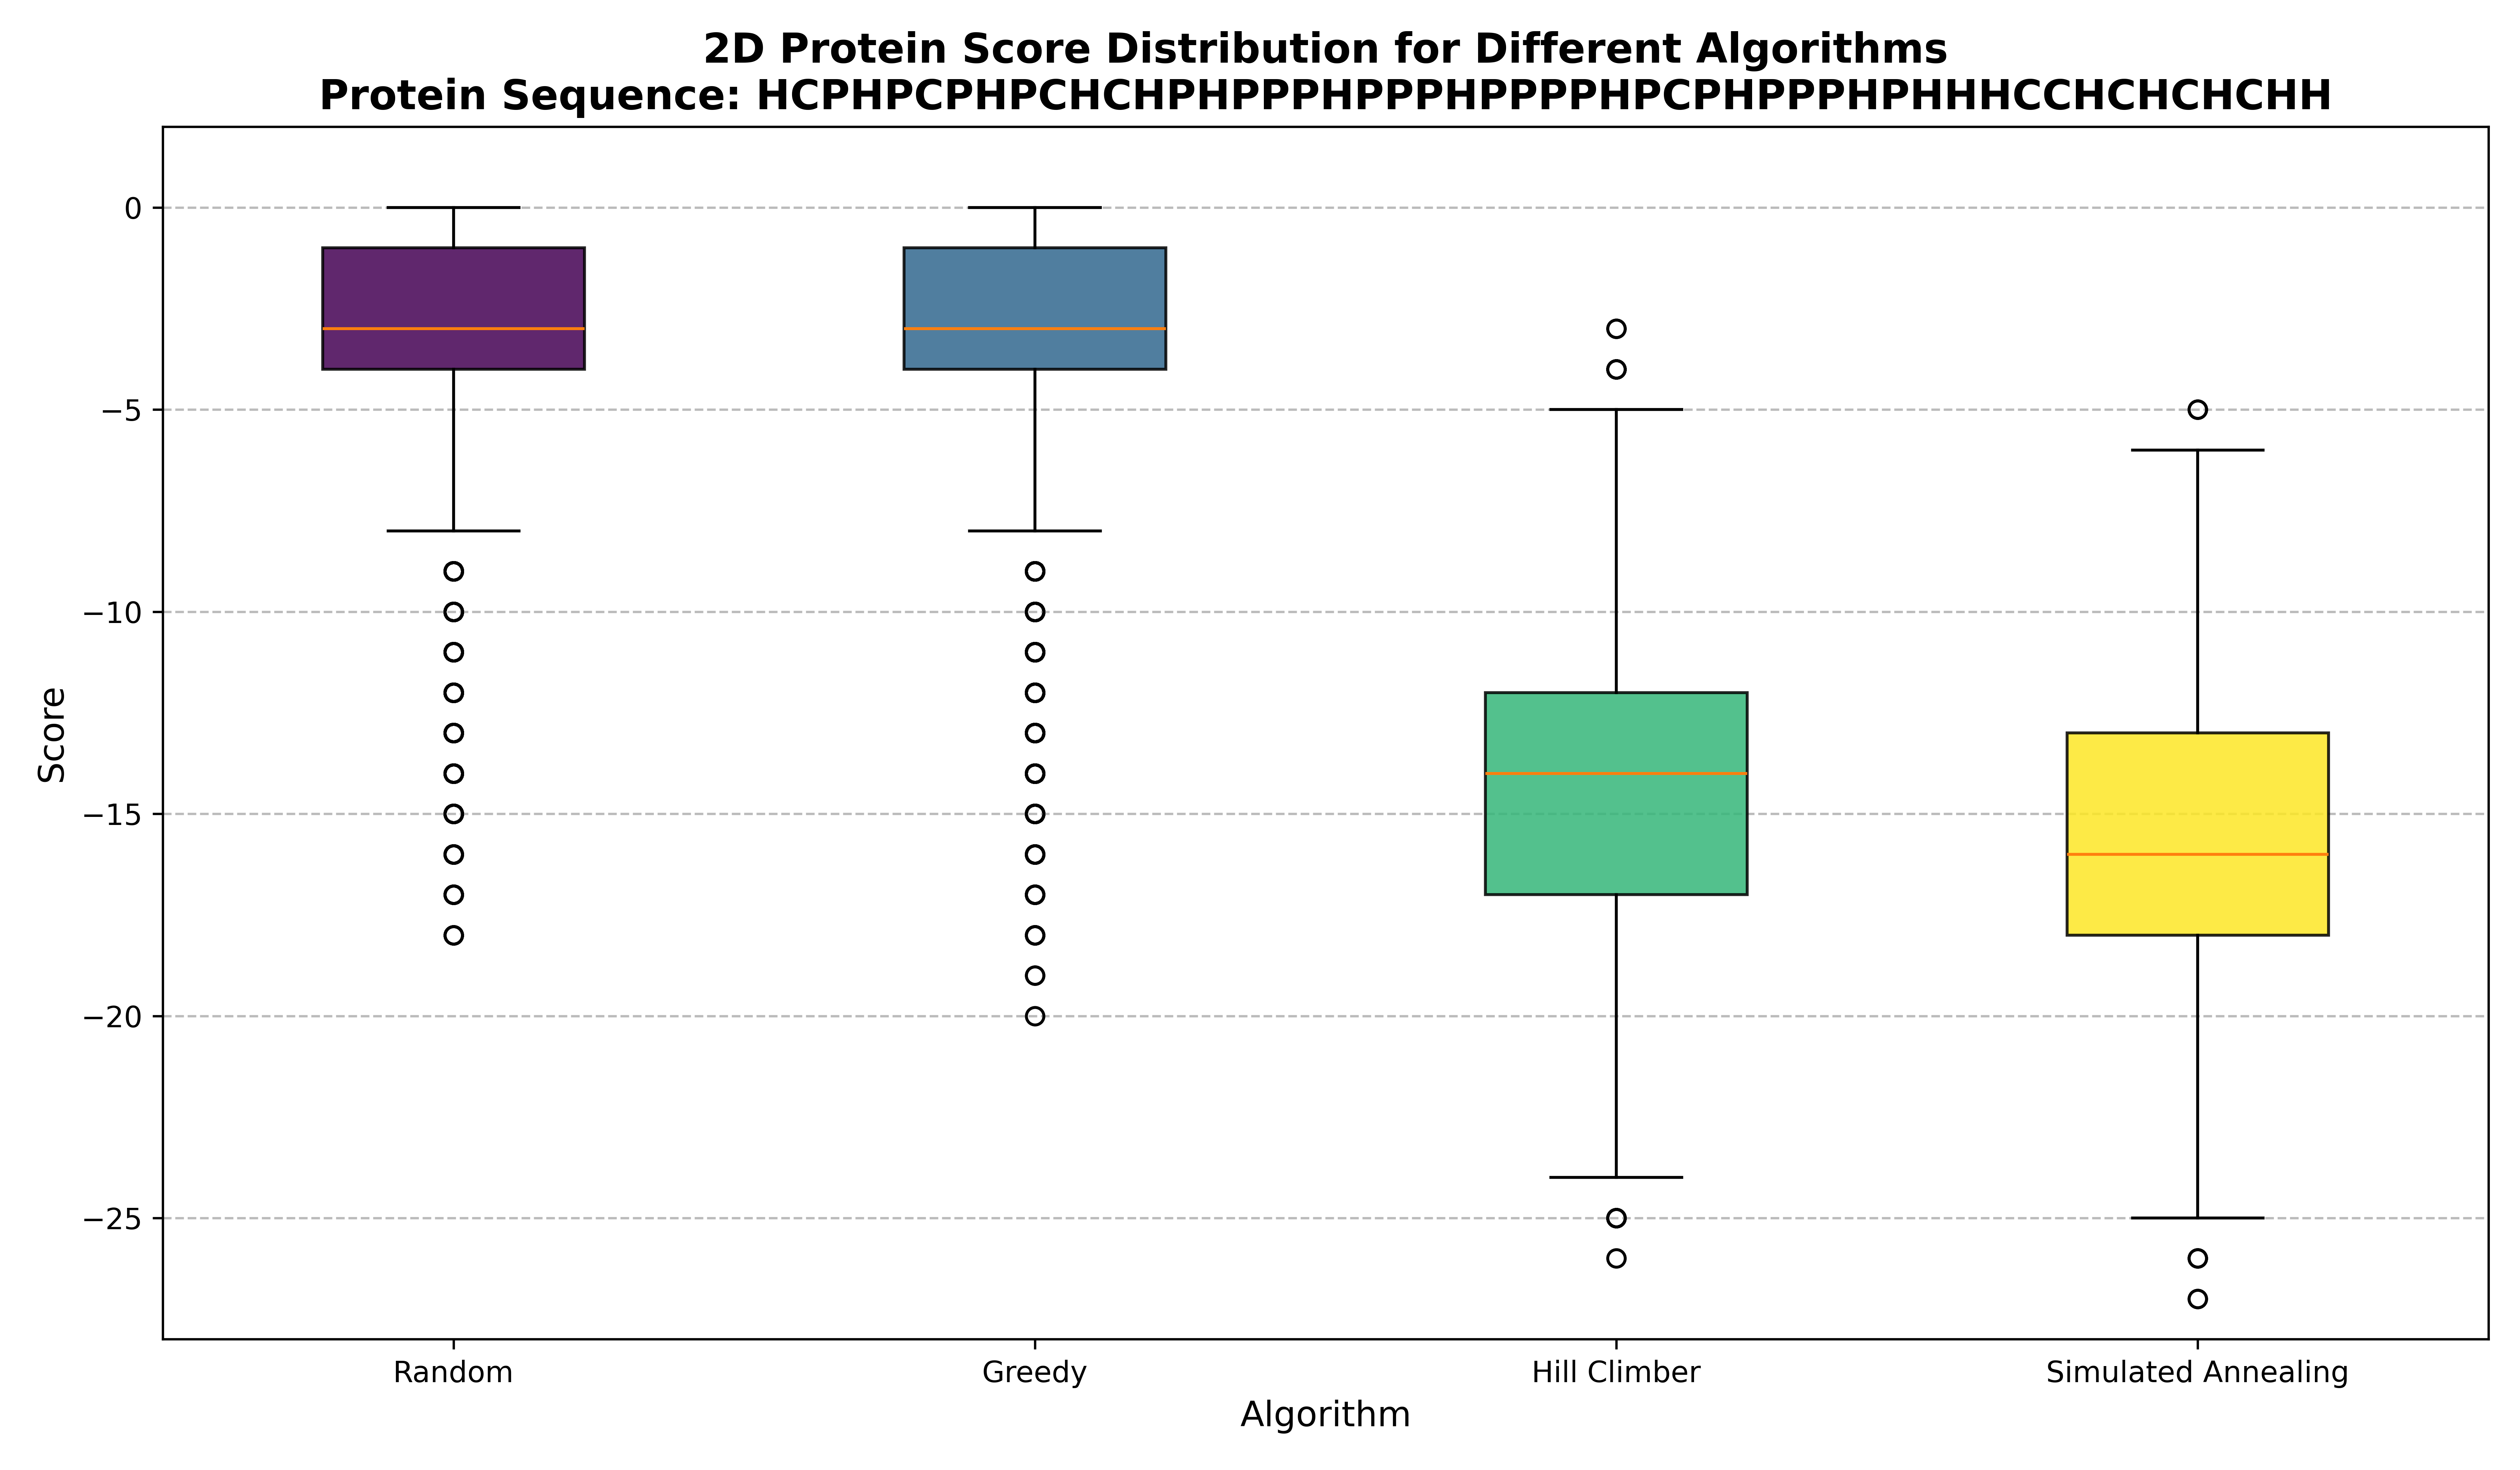 2D Protein Score Distribution for Different Algorithms
Protein Sequence: HCPHPCPHPCHCHPHPPPHPPPHPPPPHPCPHPPPHPHHHCCHCHCHCHH
0
−5
−10
−15
−20
−25
Score
Random
Greedy
Hill Climber
Simulated Annealing
Algorithm